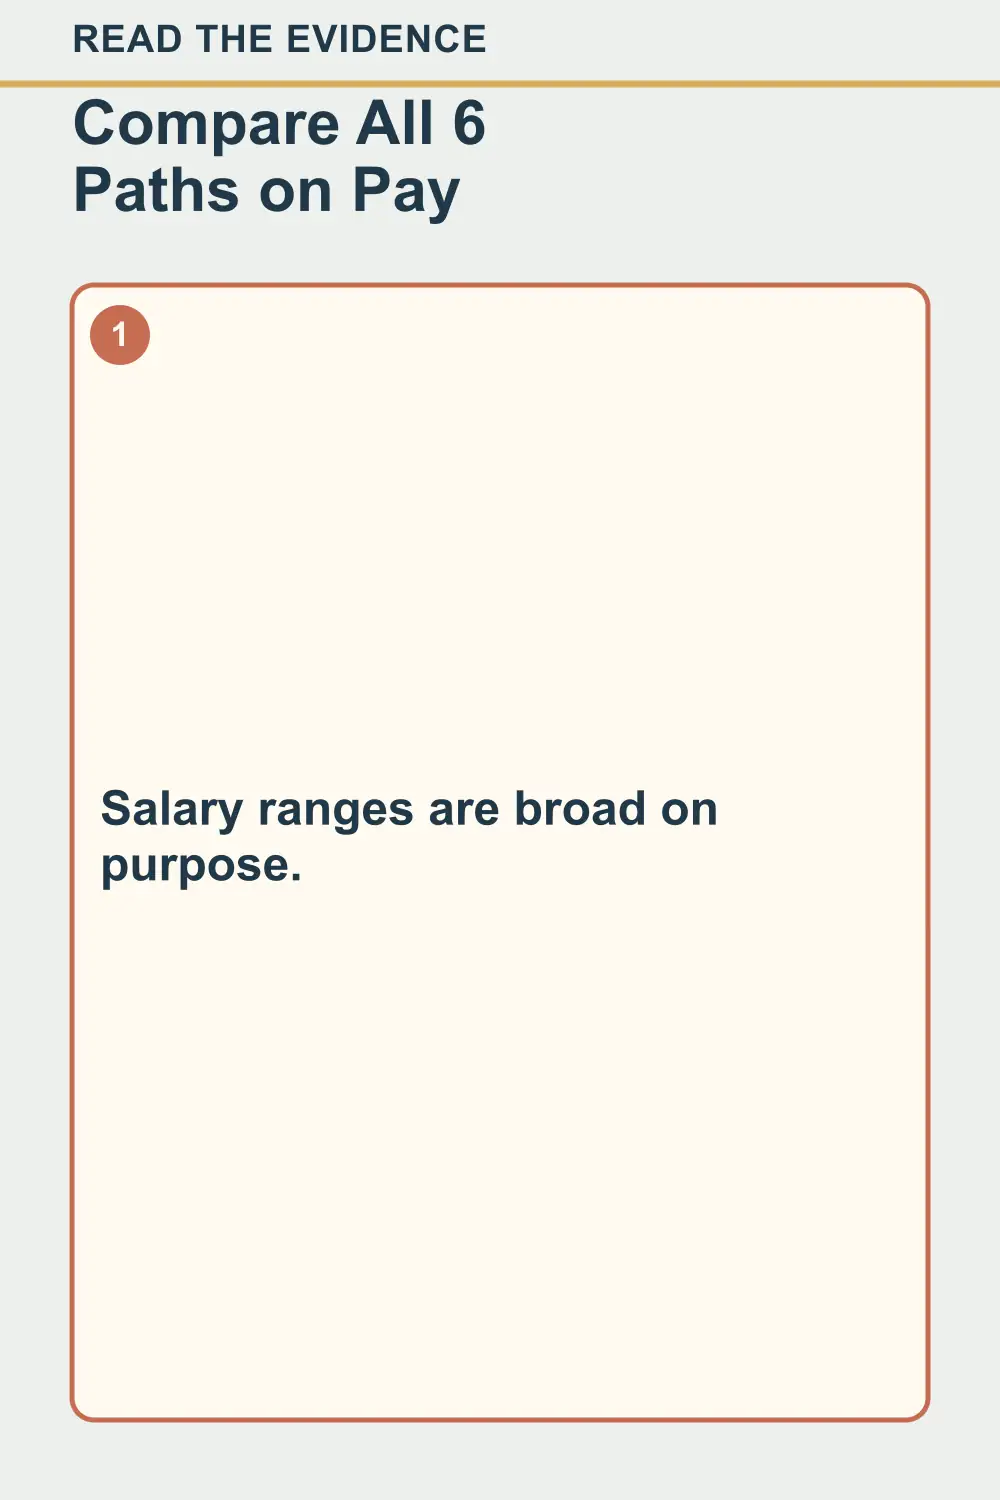 READ THE EVIDENCE
Compare All 6
Paths on Pay
1
Salary ranges are broad on
purpose.